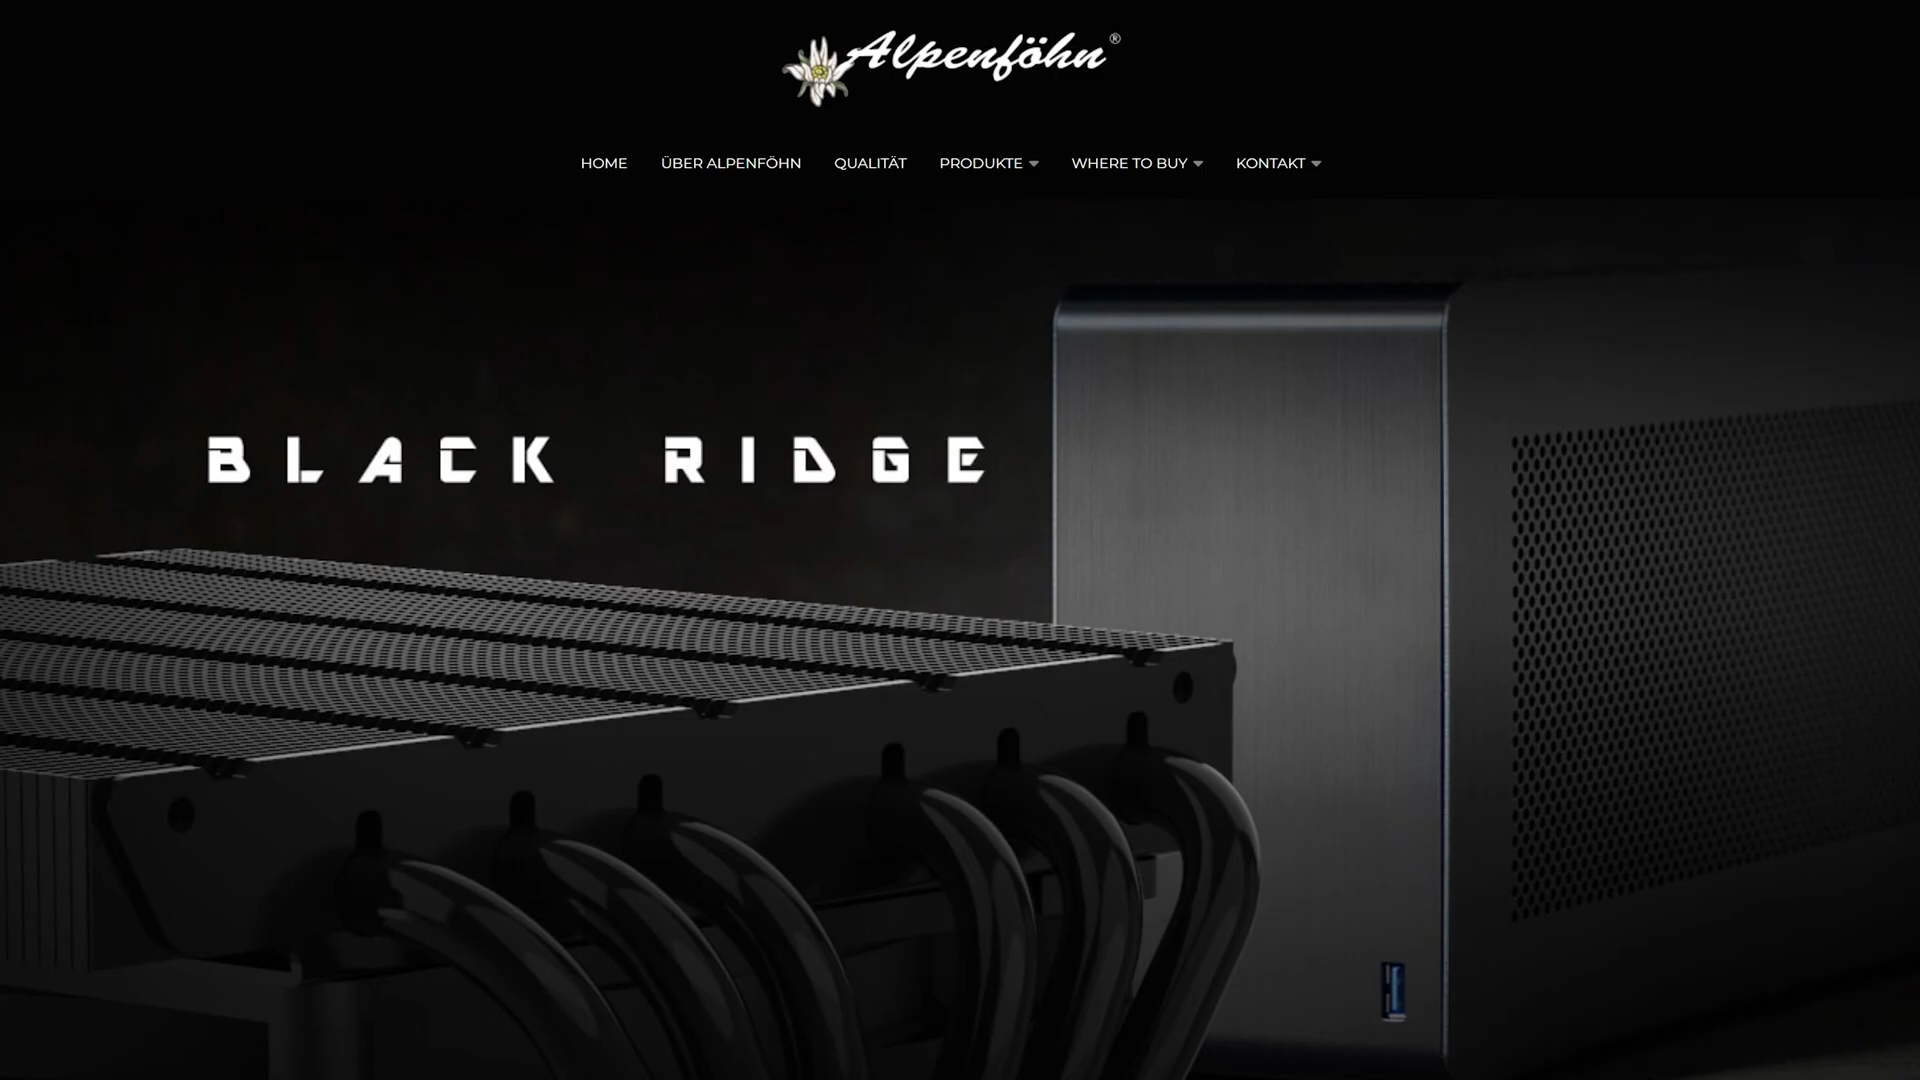 Alpenföhn®
HOME ÜBER ALPENFÖHN QUALITÄT PRODUKTE WHERE TO BUY KONTAKT
BLACK RIDGE